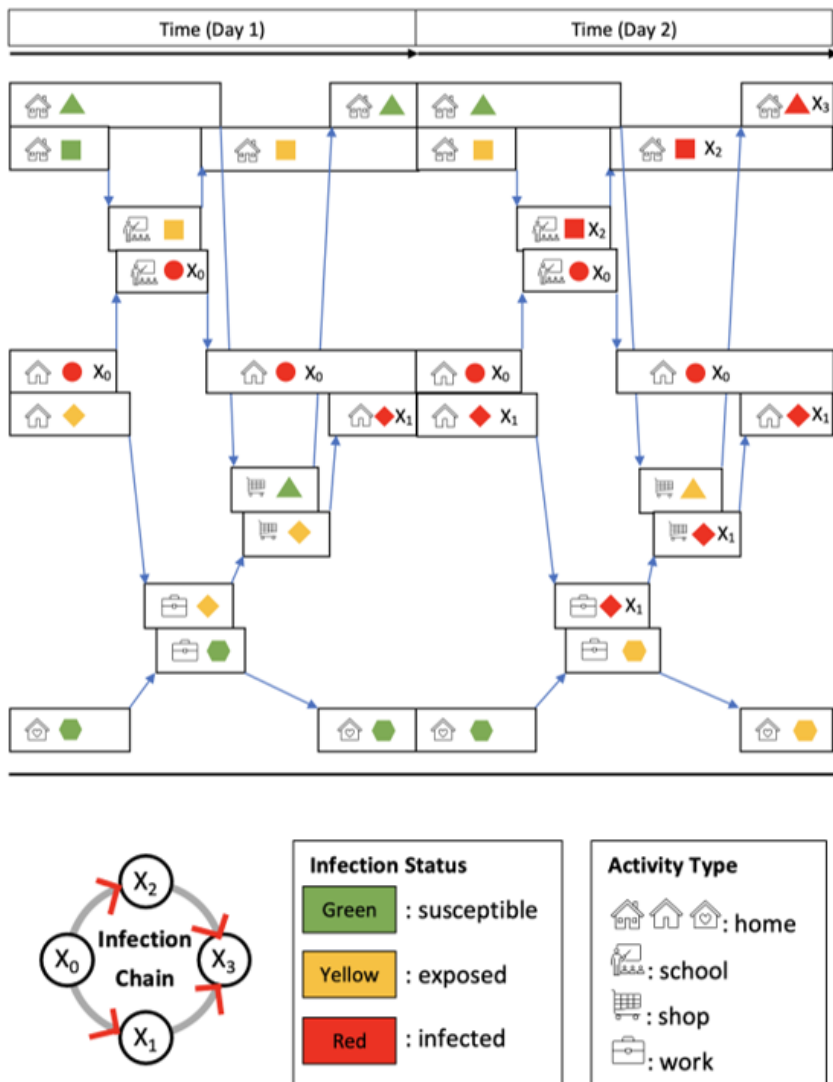 Time (Day 1) Time (Day 2)
X3
X2
X2
X0 X0
X0 X0 X0 X0
X1 X1 X1
X1
X1
X2
X0 Infection X3
Chain
X1
Infection Status
Green : susceptible
Yellow : exposed
Red : infected
Activity Type
: home
: school
: shop
: work